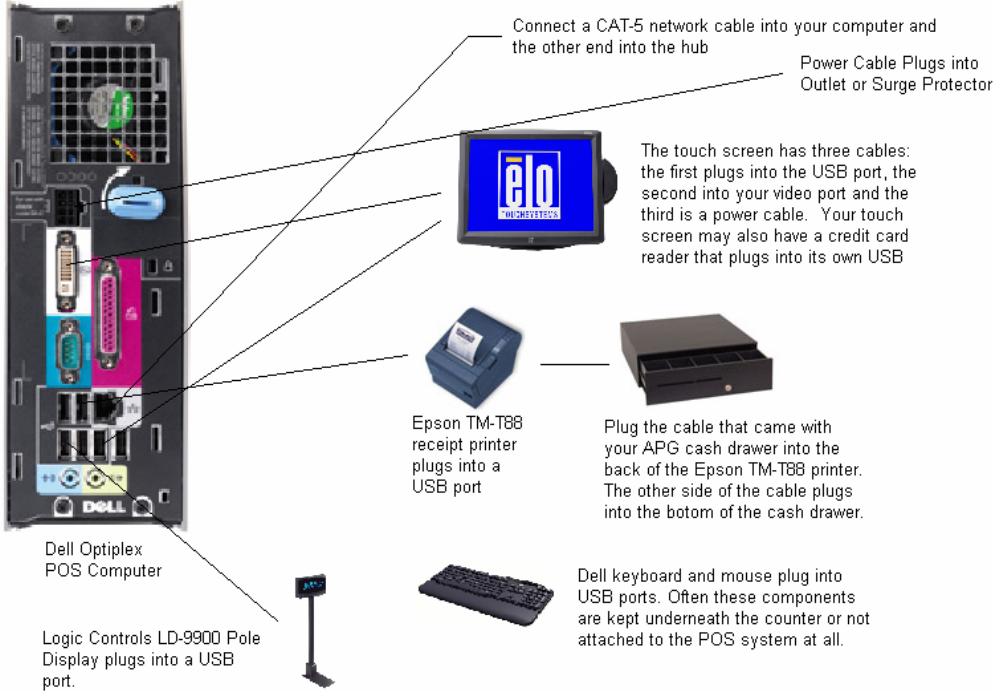 Connect a CAT-5 network cable into your computer and
the other end into the hub
Power Cable Plugs into
Outlet or Surge Protector
elo
TOUCHSYSTEMS
The touch screen has three cables:
the first plugs into the USB port, the
second into your video port and the
third is a power cable. Your touch
screen may also have a credit card
reader that plugs into its own USB
Epson TM-T88
receipt printer
plugs into a
USB port
Plug the cable that came with
your APG cash drawer into the
back of the Epson TM-T88 printer.
The other side of the cable plugs
into the bottom of the cash drawer.
DELL
Dell Optiplex
POS Computer
Dell keyboard and mouse plug into
USB ports. Often these components
are kept underneath the counter or not
attached to the POS system at all.
Logic Controls LD-9900 Pole
Display plugs into a USB
port.